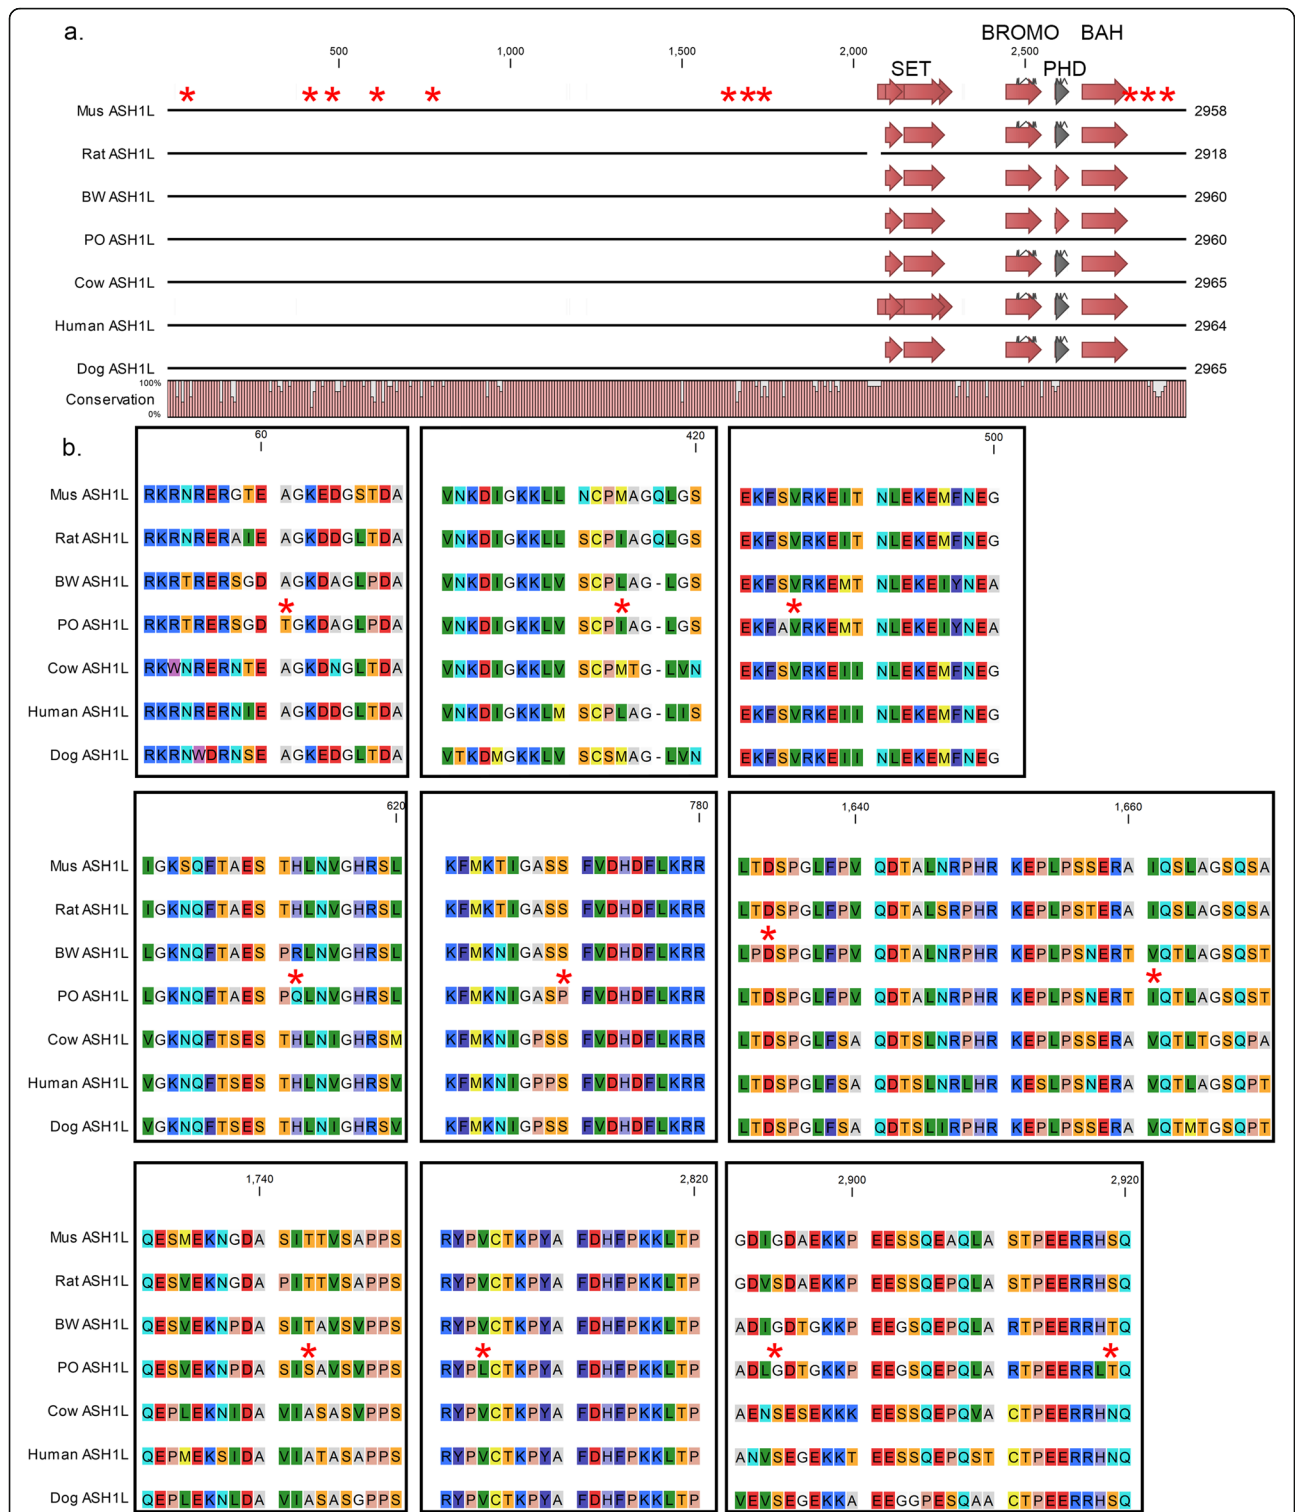 a.
BROMO BAH
500 1,000 1,500 2,000 2,500
SET PHD
* * * * * * * * * * *
Mus ASH1L 2958
Rat ASH1L 2918
BW ASH1L 2960
PO ASH1L 2960
Cow ASH1L 2965
Human ASH1L 2964
Dog ASH1L 2965
100%
Conservation
0%
b.
60 420 500
Mus ASH1L RKRNRERGTE AGKEDGSTDA VNKDIGKKLL NCPMAGQLGS EKFSVRKEIT NLEKEMFNEG
Rat ASH1L RKRNRERAIE AGKDDGLTDA VNKDIGKKLL SCPIAGQLGS EKFSVRKEIT NLEKEMFNEG
BW ASH1L RKRTRERSGD AGKDAGLPDA VNKDIGKKLV SCPLAG-LGS EKFSVRKEMT NLEKEIYNEA
* * *
PO ASH1L RKRTRERSGD TGKDAGLPDA VNKDIGKKLV SCPIAG-LGS EKFAVRKEMT NLEKEIYNEA
Cow ASH1L RKWNRERNTE AGKDNGLTDA VNKDIGKKLV SCPMTG-LVN EKFSVRKEII NLEKEMFNEG
Human ASH1L RKRNRERNIE AGKDDGLTDA VNKDIGKKLM SCPLAG-LIS EKFSVRKEII NLEKEMFNEG
Dog ASH1L RKRNWDRNSE AGKEDGLTDA VTKDMGKKLV SCSMAG-LVN EKFSVRKEII NLEKEMFNEG
620 780 1,640 1,660
Mus ASH1L IGKSQFTAES THLNVGHRSL KFMKTIGASS FVDHDFLKRR LTDSPGLFPV QDTALNRPHR KEPLPSSERA IQSLAGSQSA
Rat ASH1L IGKNQFTAES THLNVGHRSL KFMKTIGASS FVDHDFLKRR LTDSPGLFPV QDTALSRPHR KEPLPSTERA IQSLAGSQSA
*
BW ASH1L LGKNQFTAES PRLNVGHRSL KFMKNIGASS FVDHDFLKRR LPDSPGLFPV QDTALNRPHR KEPLPSNERT VQTLAGSQST
* * *
PO ASH1L LGKNQFTAES PQLNVGHRSL KFMKNIGASP FVDHDFLKRR LTDSPGLFPV QDTALNRPHR KEPLPSNERT IQTLAGSQST
Cow ASH1L VGKNQFTSES THLNIGHRSM KFMKNIGPSS FVDHDFLKRR LTDSPGLFSA QDTSLNRPHR KEPLPSNERA VQTLTGSQPA
Human ASH1L VGKNQFTSES THLNVGHRSV KFMKNIGPPS FVDHDFLKRR LTDSPGLFSA QDTSLNRLHR KESLPSNERA VQTLAGSQPT
Dog ASH1L VGKNQFTSES THLNIGHRSV KFMKNIGPSS FVDHDFLKRR LTDSPGLFSA QDTSLIRPHR KEPLPSSERA VQTMTGSQPT
1,740 2,820 2,900 2,920
Mus ASH1L QESMEKNGDA SITTVSAPPS RYPVCTKPYA FDHFPKKLTP GDIGDAEKKP EESSQEAQLA STPEERRHSQ
Rat ASH1L QESVEKNGDA PITTVSAPPS RYPVCTKPYA FDHFPKKLTP GDVSDAEKKP EESSQEPQLA STPEERRHSQ
BW ASH1L QESVEKNPDA SITAVSVPPS RYPVCTKPYA FDHFPKKLTP ADIGDTGKKP EEGSQEPQLA RTPEERRHTQ
* * * *
PO ASH1L QESVEKNPDA SISAVSVPPS RYPLCTKPYA FDHFPKKLTP ADLGDTGKKP EEGSQEPQLA RTPEERRLTQ
Cow ASH1L QEPLEKNIDA VIASASVPPS RYPVCTKPYA FDHFPKKLTP AENSESEKKK EESSQEPQVA CTPEERRHNQ
Human ASH1L QEPMEKSIDA VIATASAPPS RYPVCTKPYA FDHFPKKLTP ANVSEGEKKT EESSQEPQST CTPEERRHNQ
Dog ASH1L QEPLEKNLDA VIASASGPPS RYPVCTKPYA FDHFPKKLTP VEVSEGEKKA EEGGPESQAA CTPEERRHSQ